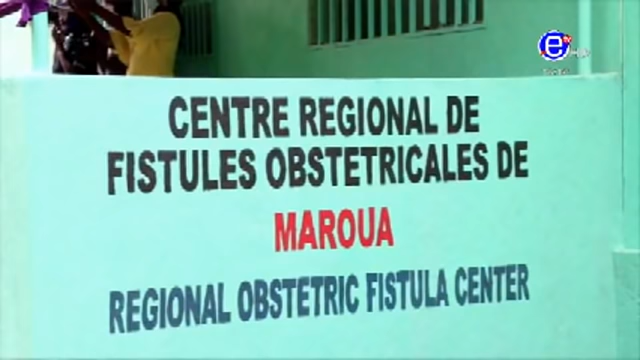 CENTRE REGIONAL DE
FISTULES OBSTETRICALES DE
MAROUA
REGIONAL OBSTETRIC FISTULA CENTER